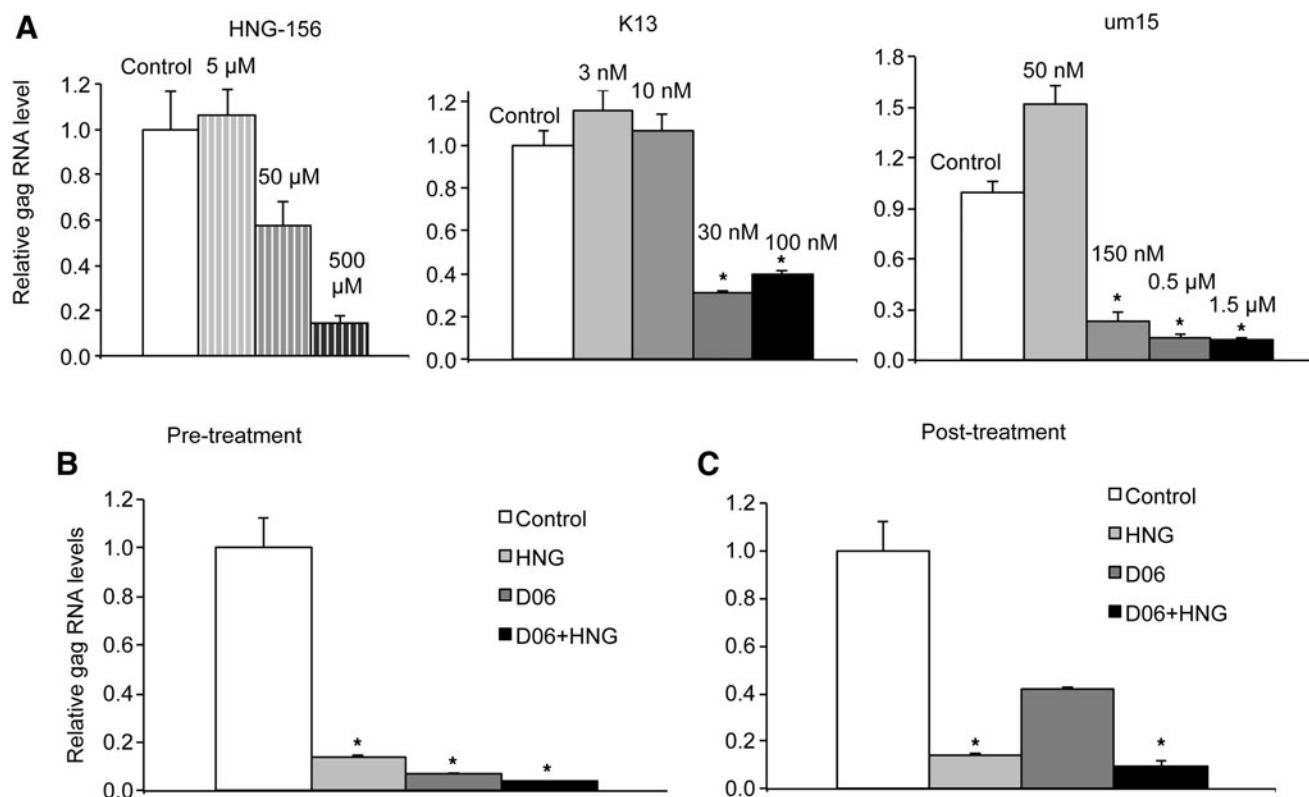 A
HNG-156
K13
um15
Relative gag RNA level
Control
5 µM
50 µM
500
µM
1.2
1.0
0.8
0.6
0.4
0.2
0.0
Control
3 nM
10 nM
30 nM
100 nM
*
*
1.2
1.0
0.8
0.6
0.4
0.2
0.0
Control
50 nM
150 nM
0.5 µM
1.5 µM
*
*
*
1.8
1.5
1.2
0.9
0.6
0.3
0.0
Pre-treatment
B
Relative gag RNA levels
1.2
1.0
0.8
0.6
0.4
0.2
0.0
*
*
*
Control
HNG
D06
D06+HNG
Post-treatment
C
1.2
1.0
0.8
0.6
0.4
0.2
0.0
*
*
Control
HNG
D06
D06+HNG